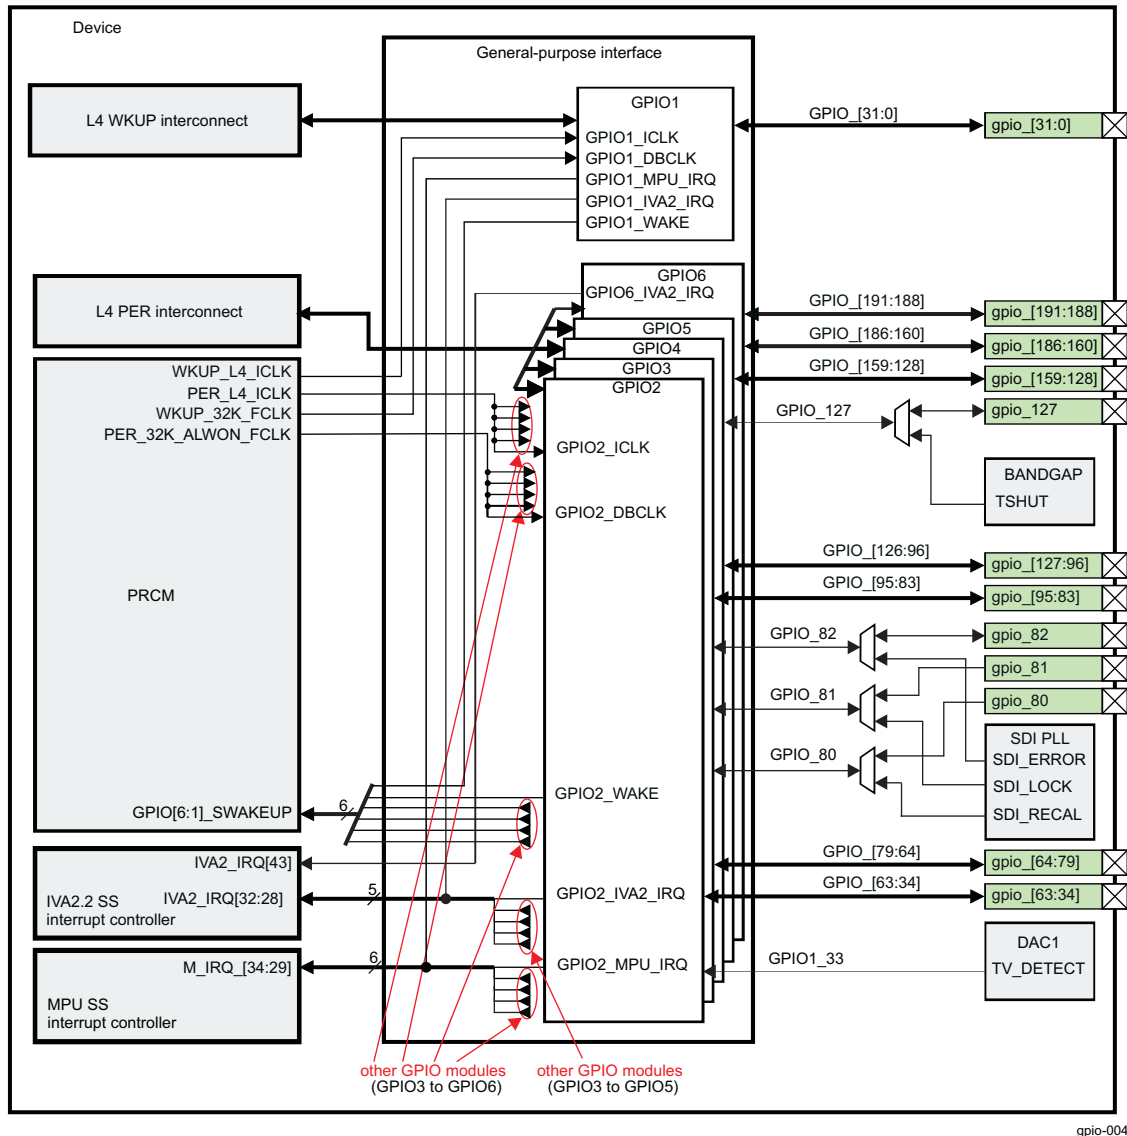 Device
General-purpose interface
L4 WKUP interconnect
GPIO1
GPIO1_ICLK
GPIO1_DBCLK
GPIO1_MPU_IRQ
GPIO1_IVA2_IRQ
GPIO1_WAKE
GPIO_[31:0]
gpio_[31:0]
L4 PER interconnect
GPIO6
GPIO6_IVA2_IRQ
GPIO5
GPIO4
GPIO3
GPIO2
GPIO_[191:188]
gpio_[191:188]
GPIO_[186:160]
gpio_[186:160]
GPIO_[159:128]
gpio_[159:128]
GPIO_127
gpio_127
BANDGAP
TSHUT
WKUP_L4_ICLK
PER_L4_ICLK
WKUP_32K_FCLK
PER_32K_ALWON_FCLK
GPIO2_ICLK
GPIO2_DBCLK
PRCM
GPIO_[126:96]
gpio_[127:96]
GPIO_[95:83]
gpio_[95:83]
GPIO_82
gpio_82
gpio_81
GPIO_81
gpio_80
GPIO_80
SDI PLL
SDI_ERROR
SDI_LOCK
SDI_RECAL
GPIO[6:1]_SWAKEUP
6
GPIO2_WAKE
IVA2_IRQ[43]
IVA2_IRQ[32:28]
IVA2.2 SS
interrupt controller
5
GPIO2_IVA2_IRQ
GPIO_[79:64]
gpio_[64:79]
GPIO_[63:34]
gpio_[63:34]
M_IRQ_[34:29]
MPU SS
interrupt controller
6
GPIO2_MPU_IRQ
GPIO1_33
DAC1
TV_DETECT
other GPIO modules
(GPIO3 to GPIO6)
other GPIO modules
(GPIO3 to GPIO5)
gpio-004